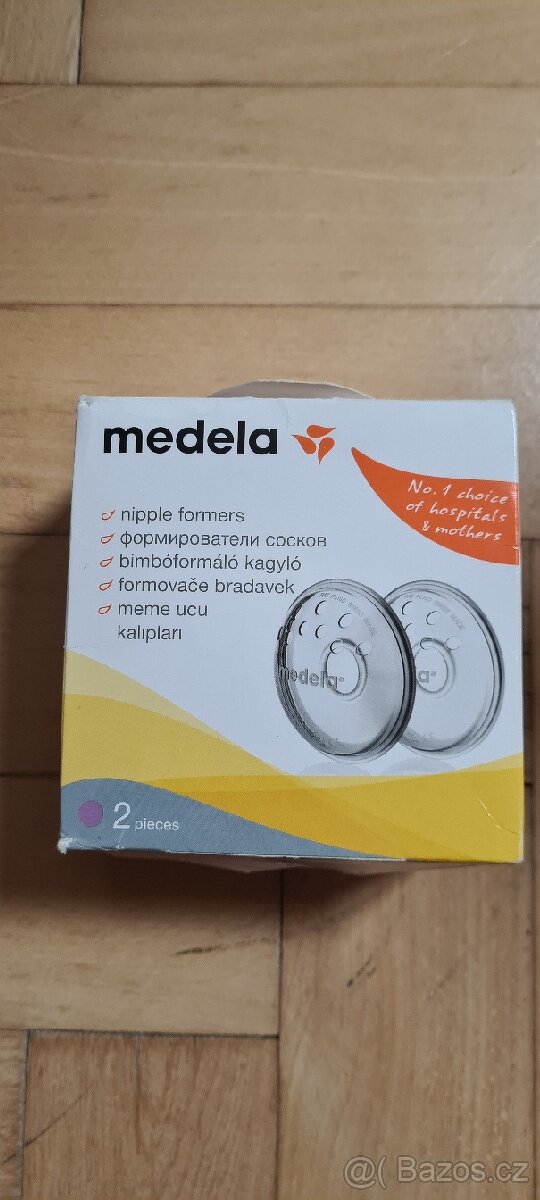 medela
No. 1 choice
of hospitals
& mothers
nipple formers
формирователи сосков
bimbóformáló kagyló
formovače bradavek
meme ucu
kalıpları
medela®
2 pieces
Bazos.cz